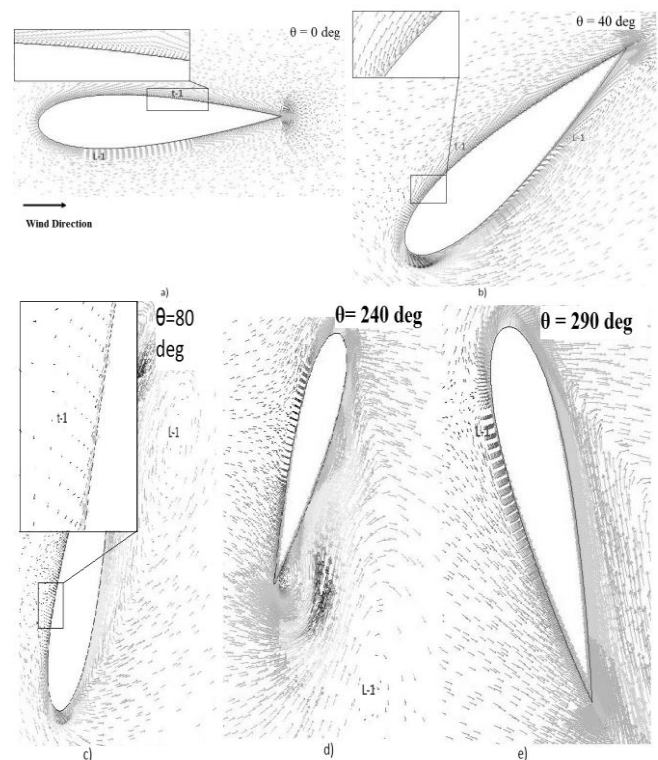 θ = 0 deg
t-1
L-1
Wind Direction
a)
θ = 40 deg
t-1
L-1
b)
θ=80
deg
t-1
L-1
c)
θ= 240 deg
L-1
d)
θ = 290 deg
L-1
e)